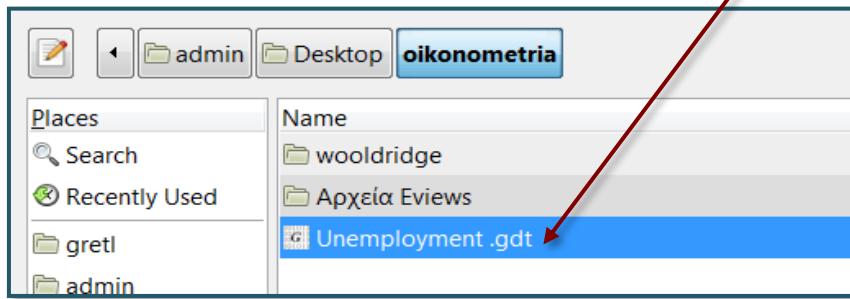 admin Desktop oikonometria
Places
Search
Recently Used
gretl
admin
Name
wooldridge
Αρχεία Eviews
Unemployment .gdt